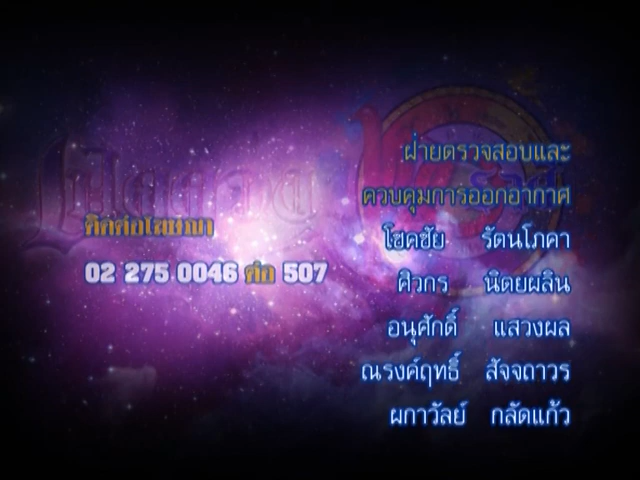 ติดต่อโฆษณา
02 275 0046 ต่อ 507
ฝ่ายตรวจสอบและ
ควบคุมการออกอากาศ
โชคชัย รัตนโภคา
ศิวกร นิตยผลิน
อนุศักดิ์ แสวงผล
ณรงค์ฤทธิ์ สัจจถาวร
ผกาวัลย์ กลัดแก้ว